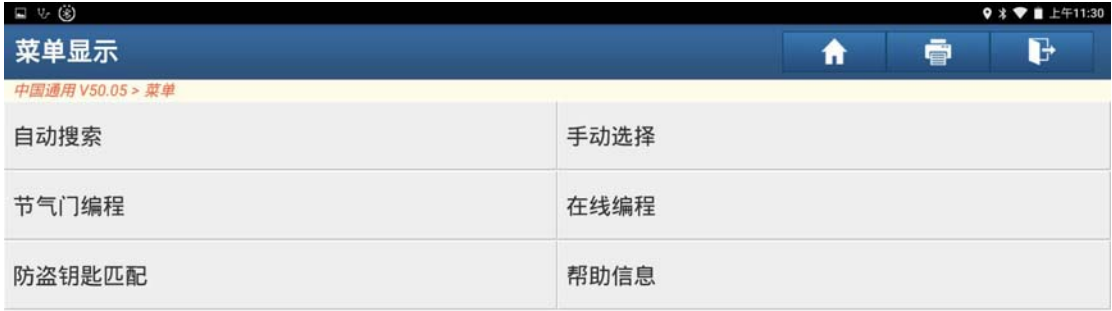 上午11:30
菜单显示
中国通用 V50.05 > 菜单
自动搜索
手动选择
节气门编程
在线编程
防盗钥匙匹配
帮助信息